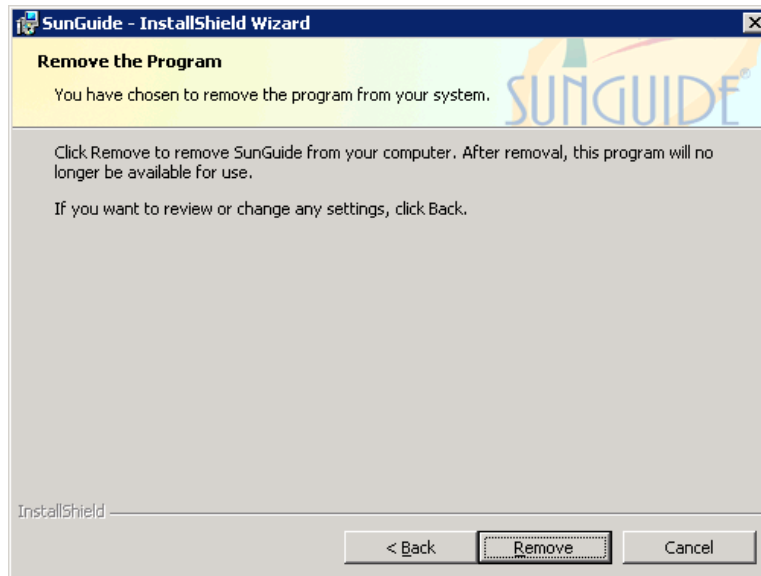 SunGuide - InstallShield Wizard
Remove the Program
You have chosen to remove the program from your system.
SUNGUIDE®
Click Remove to remove SunGuide from your computer. After removal, this program will no
longer be available for use.
If you want to review or change any settings, click Back.
InstallShield
< Back
Remove
Cancel